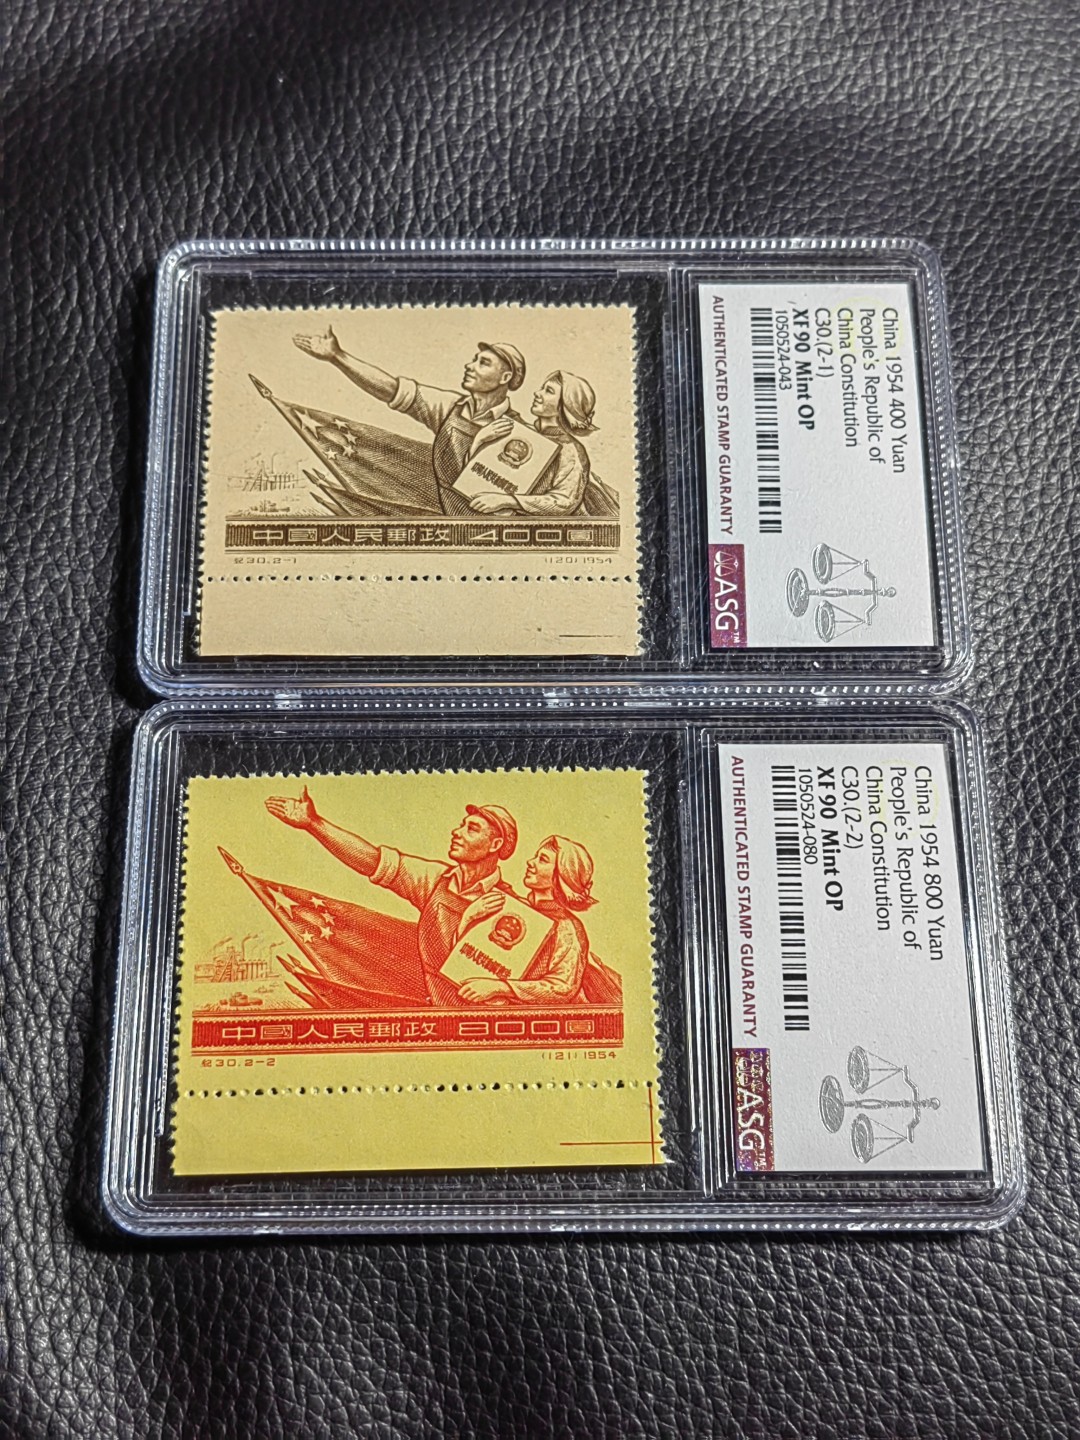 中國人民郵政 400圓
紀30.2-1
(120)1954
China 1954 400 Yuan
People's Republic of
China Constitution
C30.(2-1)
XF 90 Mint OP
1050524-043
AUTHENTICATED STAMP GUARANTY
ASG™
中國人民郵政 800圓
紀30.2-2
(121)1954
China 1954 800 Yuan
People's Republic of
China Constitution
C30.(2-2)
XF 90 Mint OP
1050524-080
AUTHENTICATED STAMP GUARANTY
ASG™